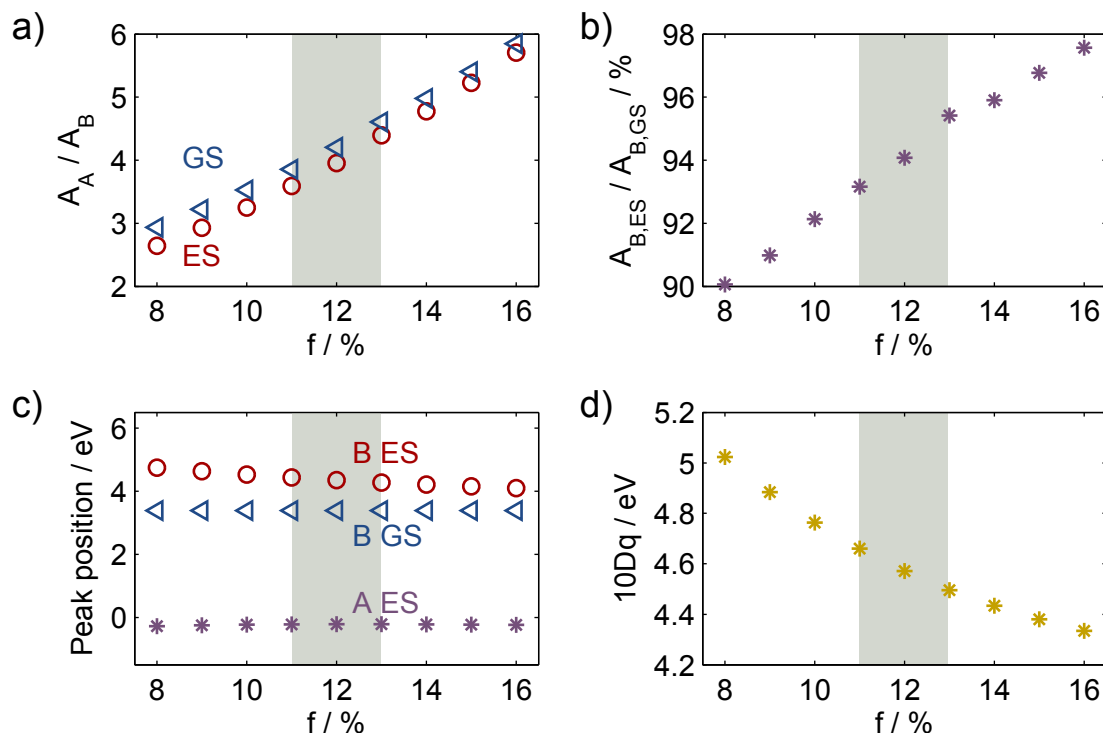 a)
6
5
4
3
2
A_A / A_B
GS
ES
8 10 12 14 16
f / %
b)
98
96
94
92
90
A_B,ES / A_B,GS / %
8 10 12 14 16
f / %
c)
6
4
2
0
Peak position / eV
B ES
B GS
A ES
8 10 12 14 16
f / %
d)
5.2
5
4.8
4.6
4.4
4.2
10Dq / eV
8 10 12 14 16
f / %